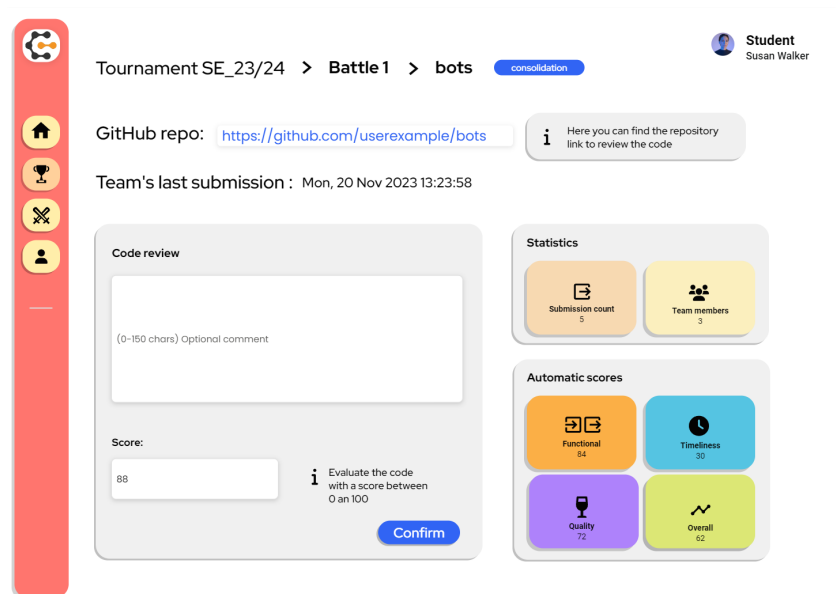 Student
Susan Walker
Tournament SE_23/24 > Battle 1 > bots consolidation
GitHub repo: https://github.com/userexample/bots
Here you can find the repository
link to review the code
Team's last submission : Mon, 20 Nov 2023 13:23:58
Code review
(0-150 chars) Optional comment
Score:
88
Evaluate the code
with a score between
0 an 100
Confirm
Statistics
Submission count
5
Team members
3
Automatic scores
Functional
84
Timeliness
30
Quality
72
Overall
62